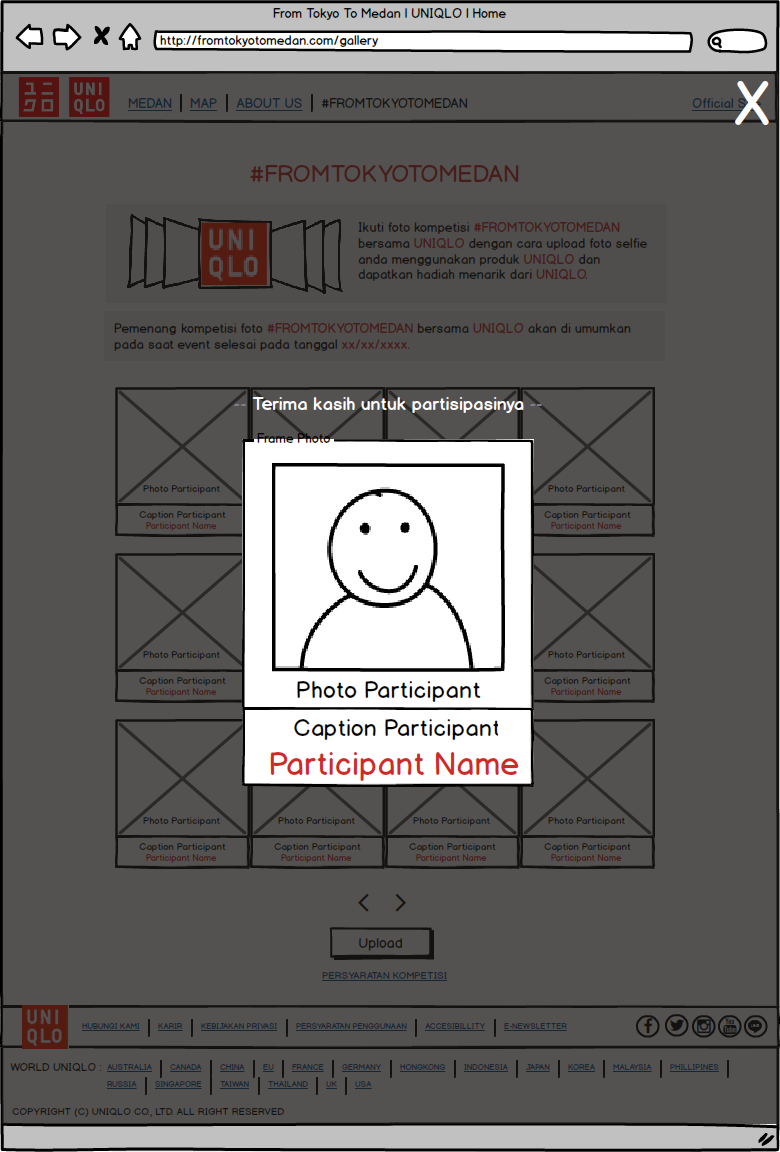 From Tokyo To Medan | UNIQLO | Home
http://fromtokyotomedan.com/gallery
ユニ
クロ
UNI
QLO
MEDAN | MAP | ABOUT US | #FROMTOKYOTOMEDAN
Official
X
#FROMTOKYOTOMEDAN
UNI
QLO
Ikuti foto kompetisi #FROMTOKYOTOMEDAN
bersama UNIQLO dengan cara upload foto selfie
anda menggunakan produk UNIQLO dan
dapatkan hadiah menarik dari UNIQLO.
Pemenang kompetisi foto #FROMTOKYOTOMEDAN bersama UNIQLO akan di umumkan
pada saat event selesai pada tanggal xx/xx/xxxx.
-- Terima kasih untuk partisipasinya --
Frame Photo
Photo Participant
Caption Participant
Participant Name
Photo Participant
Caption Participant
Participant Name
Photo Participant
Caption Participant
Participant Name
Photo Participant
Caption Participant
Participant Name
Photo Participant
Caption Participant
Participant Name
Photo Participant Photo Participant Photo Participant Photo Participant
Caption Participant Caption Participant Caption Participant Caption Participant
Participant Name Participant Name Participant Name Participant Name
< >
Upload
PERSYARATAN KOMPETISI
UNI
QLO
HUBUNGI KAMI | KARIR | KEBIJAKAN PRIVASI | PERSYARATAN PENGGUNAAN | ACCESIBILLITY | E-NEWSLETTER
You
Tube
LINE
WORLD UNIQLO : AUSTRALIA | CANADA | CHINA | EU | FRANCE | GERMANY | HONGKONG | INDONESIA | JAPAN | KOREA | MALAYSIA | PHILLIPINES |
RUSSIA | SINGAPORE | TAIWAN | THAILAND | UK | USA
COPYRIGHT (C) UNIQLO CO., LTD. ALL RIGHT RESERVED